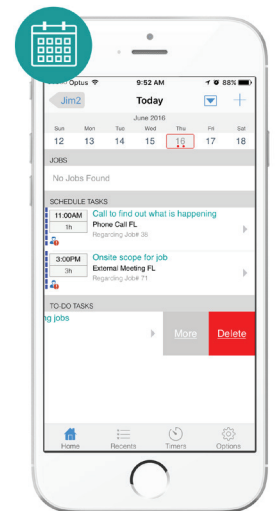 Optus 9:52 AM 88%
Jim2 Today
June 2016
Sun Mon Tue Wed Thu Fri Sat
12 13 14 15 16 17 18
JOBS
No Jobs Found
SCHEDULE TASKS
11:00AM Call to find out what is happening
1h Phone Call FL
Regarding Job# 38
3:00PM Onsite scope for job
3h External Meeting FL
Regarding Job# 71
TO-DO TASKS
ng jobs
More Delete
Home Recents Timers Options